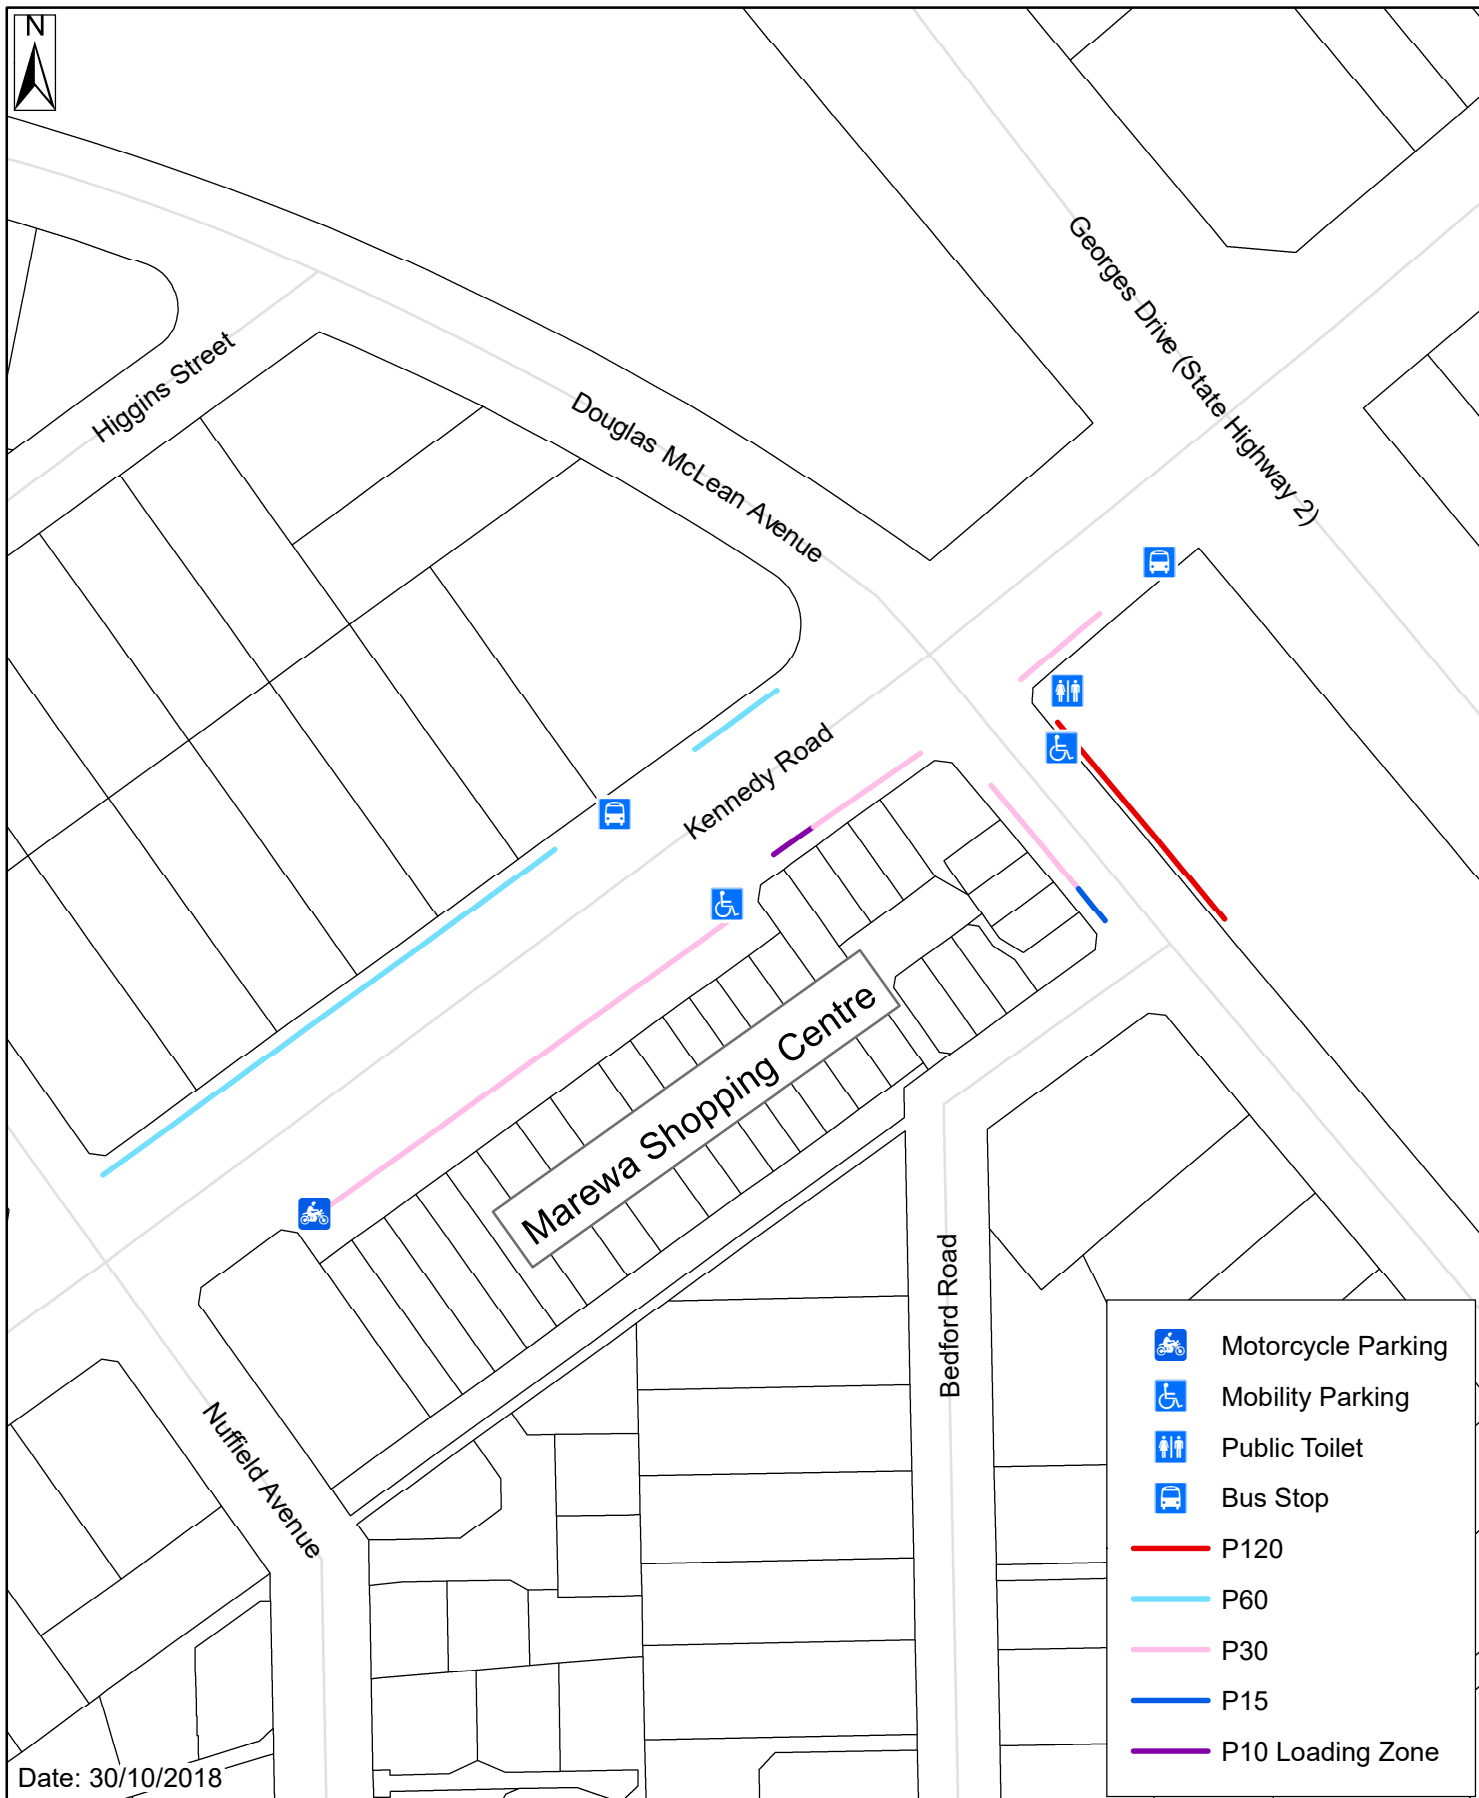 N
Georges Drive (State Highway 2)
Higgins Street
Douglas McLean Avenue
Kennedy Road
Marewa Shopping Centre
Bedford Road
Nuffield Avenue
Motorcycle Parking
Mobility Parking
Public Toilet
Bus Stop
P120
P60
P30
P15
P10 Loading Zone
Date: 30/10/2018